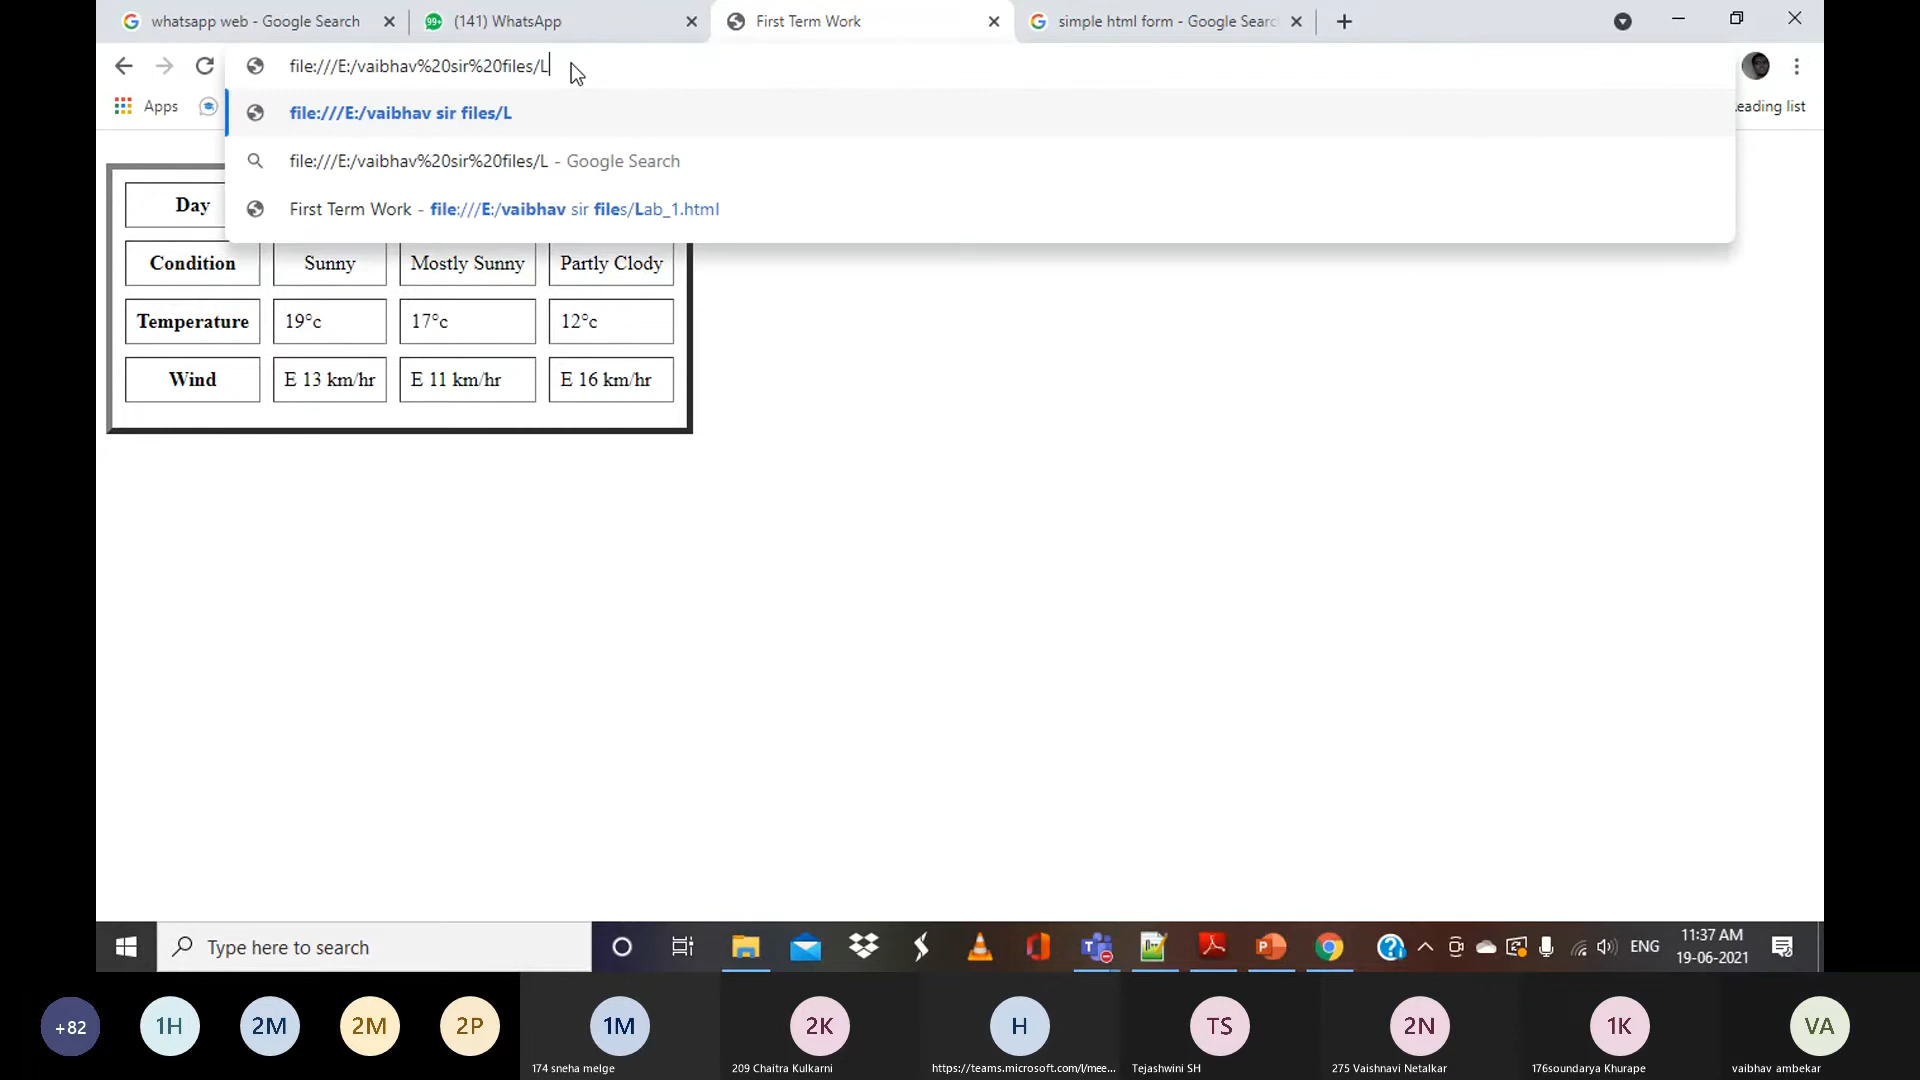 whatsapp web - Google Search
(141) WhatsApp
First Term Work
simple html form - Google Searc
file:///E:/vaibhav%20sir%20files/L
Apps
file:///E:/vaibhav sir files/L
eading list
file:///E:/vaibhav%20sir%20files/L - Google Search
First Term Work - file:///E:/vaibhav sir files/Lab_1.html
Day
Condition Sunny Mostly Sunny Partly Clody
Temperature 19°c 17°c 12°c
Wind E 13 km/hr E 11 km/hr E 16 km/hr
Type here to search
ENG
11:37 AM
19-06-2021
+82 1H 2M 2M 2P 1M 2K H TS 2N 1K VA
174 sneha melge 209 Chaitra Kulkarni https://teams.microsoft.com/l/mee... Tejashwini SH 275 Vaishnavi Netalkar 176soundarya Khurape vaibhav ambekar